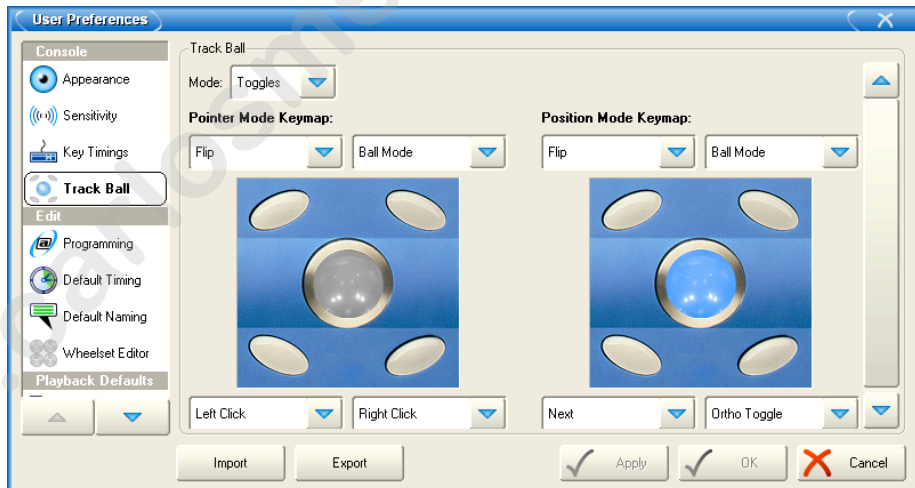 User Preferences
Console
Appearance
Sensitivity
Key Timings
Track Ball
Edit
Programming
Default Timing
Default Naming
Wheelset Editor
Playback Defaults
Track Ball
Mode: Toggles
Pointer Mode Keymap:
Flip Ball Mode
Left Click Right Click
Position Mode Keymap:
Flip Ball Mode
Next Ortho Toggle
Import Export Apply OK Cancel